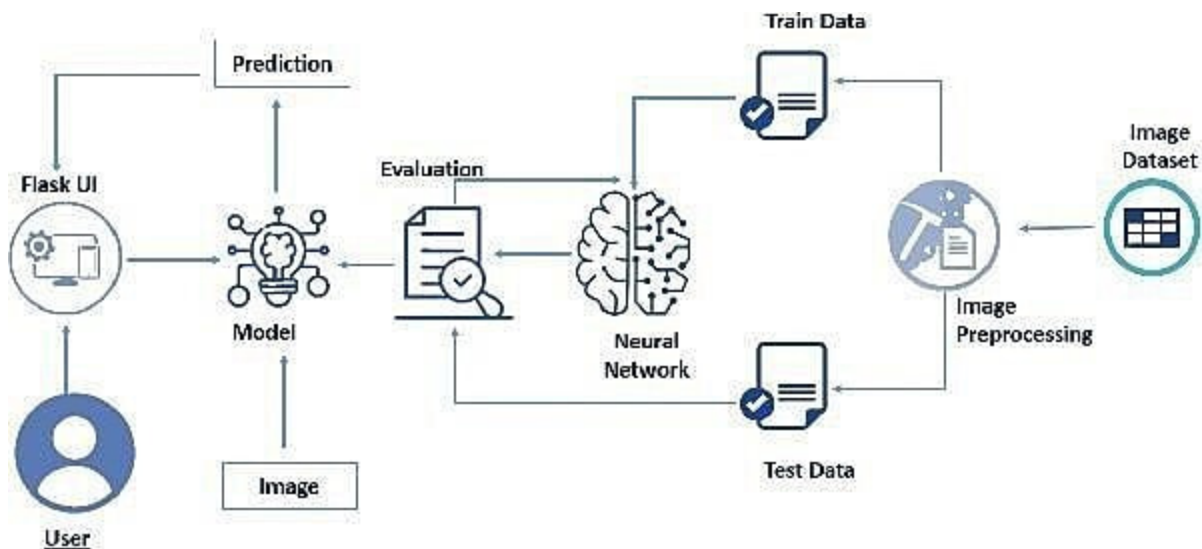 Train Data
Prediction
Image
Dataset
Evaluation
Flask UI
Model
Neural
Network
Image
Preprocessing
Image
Test Data
User